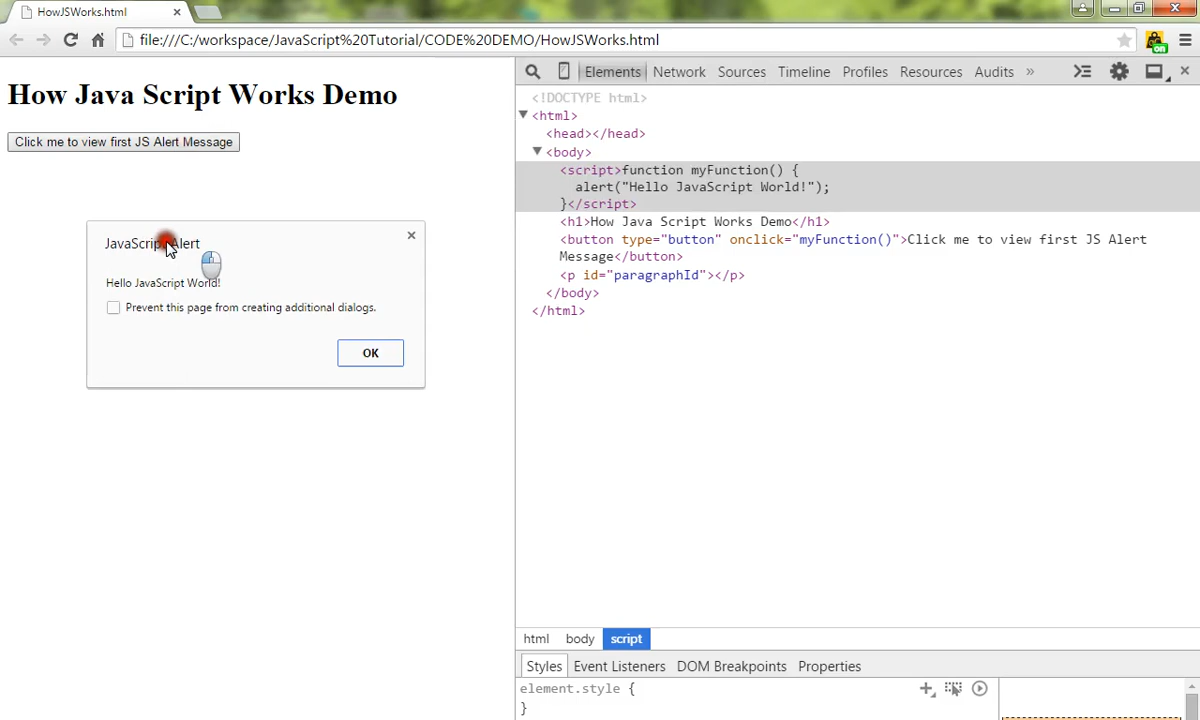 HowJSWorks.html
file:///C:/workspace/JavaScript%20Tutorial/CODE%20DEMO/HowJSWorks.html
on
How Java Script Works Demo
Click me to view first JS Alert Message
JavaScript Alert
Hello JavaScript World!
Prevent this page from creating additional dialogs.
OK
Elements Network Sources Timeline Profiles Resources Audits »
<!DOCTYPE html>
<html>
<head></head>
<body>
<script>function myFunction() {
alert("Hello JavaScript World!");
}</script>
<h1>How Java Script Works Demo</h1>
<button type="button" onclick="myFunction()">Click me to view first JS Alert
Message</button>
<p id="paragraphId"></p>
</body>
</html>
html body script
Styles Event Listeners DOM Breakpoints Properties
element.style {
}